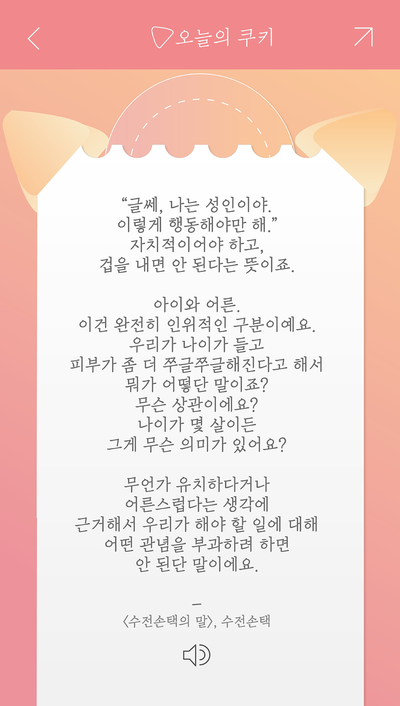 오늘의 쿠키
“글쎄, 나는 성인이야.
이렇게 행동해야만 해.”
자치적이어야 하고,
겁을 내면 안 된다는 뜻이죠.
아이와 어른.
이건 완전히 인위적인 구분이예요.
우리가 나이가 들고
피부가 좀 더 쭈글쭈글해진다고 해서
뭐가 어떻단 말이죠?
무슨 상관이에요?
나이가 몇 살이든
그게 무슨 의미가 있어요?
무언가 유치하다거나
어른스럽다는 생각에
근거해서 우리가 해야 할 일에 대해
어떤 관념을 부과하려 하면
안 된단 말이에요.
–
〈수전손택의 말〉, 수전손택